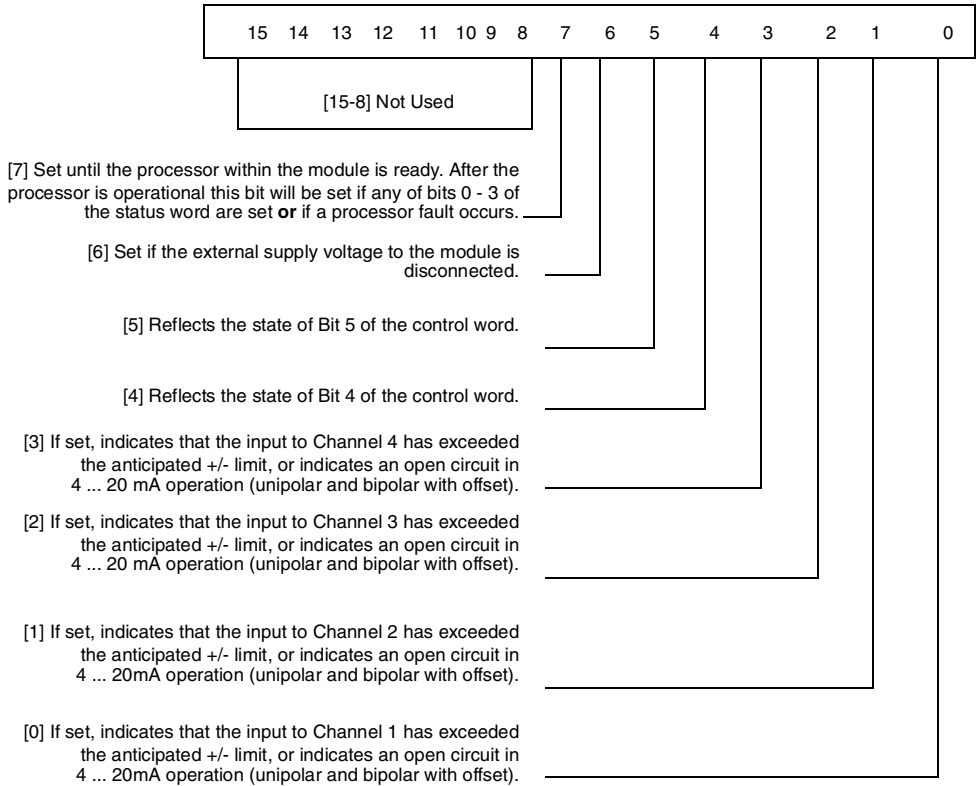 15 14 13 12 11 10 9 8 7 6 5 4 3 2 1 0
[15-8] Not Used
[7] Set until the processor within the module is ready. After the
processor is operational this bit will be set if any of bits 0 - 3 of
the status word are set or if a processor fault occurs.
[6] Set if the external supply voltage to the module is
disconnected.
[5] Reflects the state of Bit 5 of the control word.
[4] Reflects the state of Bit 4 of the control word.
[3] If set, indicates that the input to Channel 4 has exceeded
the anticipated +/- limit, or indicates an open circuit in
4 ... 20 mA operation (unipolar and bipolar with offset).
[2] If set, indicates that the input to Channel 3 has exceeded
the anticipated +/- limit, or indicates an open circuit in
4 ... 20 mA operation (unipolar and bipolar with offset).
[1] If set, indicates that the input to Channel 2 has exceeded
the anticipated +/- limit, or indicates an open circuit in
4 ... 20mA operation (unipolar and bipolar with offset).
[0] If set, indicates that the input to Channel 1 has exceeded
the anticipated +/- limit, or indicates an open circuit in
4 ... 20mA operation (unipolar and bipolar with offset).